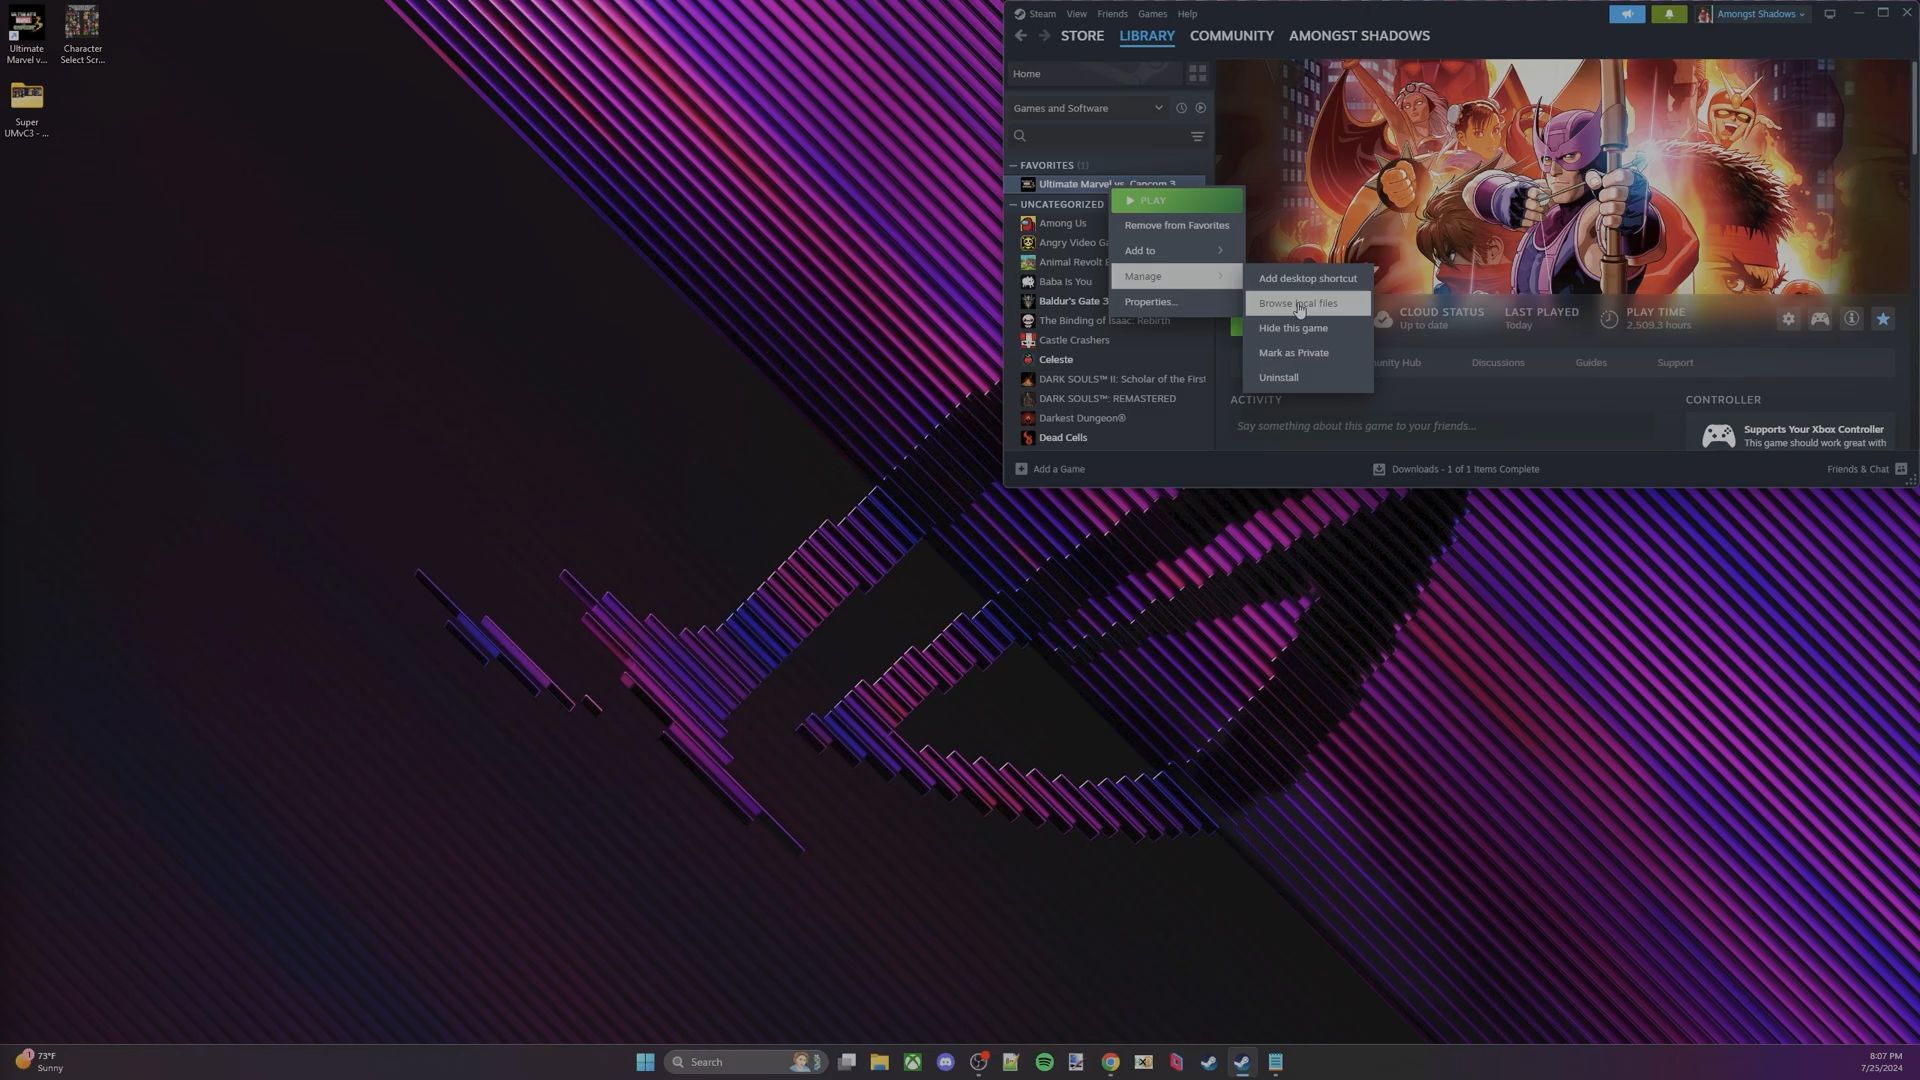 Ultimate
Marvel v...
Character
Select Scr...
Super
UMvC3 - ...
Steam View Friends Games Help
Amongst Shadows
STORE LIBRARY COMMUNITY AMONGST SHADOWS
Home
Games and Software
FAVORITES (1)
Ultimate Marvel vs. Capcom 3
UNCATEGORIZED
Among Us
Angry Video Ga
Animal Revolt B
Baba Is You
Baldur's Gate 3
The Binding of Isaac: Rebirth
Castle Crashers
Celeste
DARK SOULS™ II: Scholar of the First
DARK SOULS™: REMASTERED
Darkest Dungeon®
Dead Cells
PLAY
Remove from Favorites
Add to
Manage
Properties...
Add desktop shortcut
Browse local files
Hide this game
Mark as Private
Uninstall
CLOUD STATUS
Up to date
LAST PLAYED
Today
PLAY TIME
2,509.3 hours
unity Hub Discussions Guides Support
ACTIVITY
Say something about this game to your friends...
CONTROLLER
Supports Your Xbox Controller
This game should work great with
Add a Game
Downloads - 1 of 1 Items Complete
Friends & Chat
1
73°F
Sunny
Search
8:07 PM
7/25/2024